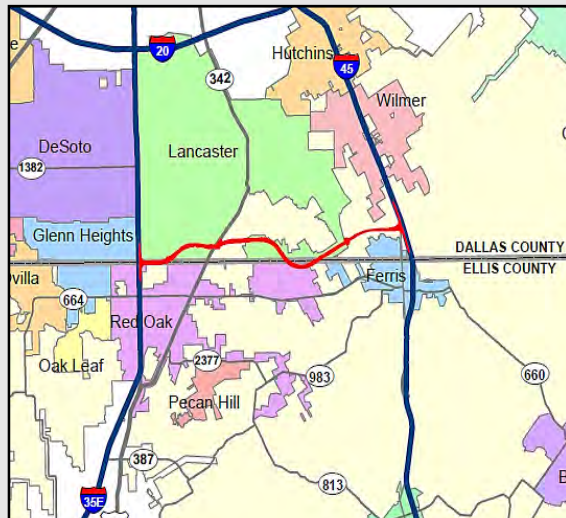 20
342
Hutchins
45
e
Wilmer
DeSoto
Lancaster
1382
Glenn Heights
DALLAS COUNTY
ELLIS COUNTY
ovilla
Ferris
664
Red Oak
Oak Leaf
2377
983
660
Pecan Hill
387
813
35E
B